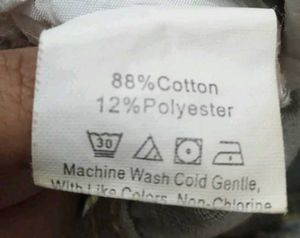 88%Cotton
12%Polyester
30
Machine Wash Cold Gentle,
With Like Colors, Non-Chlorine